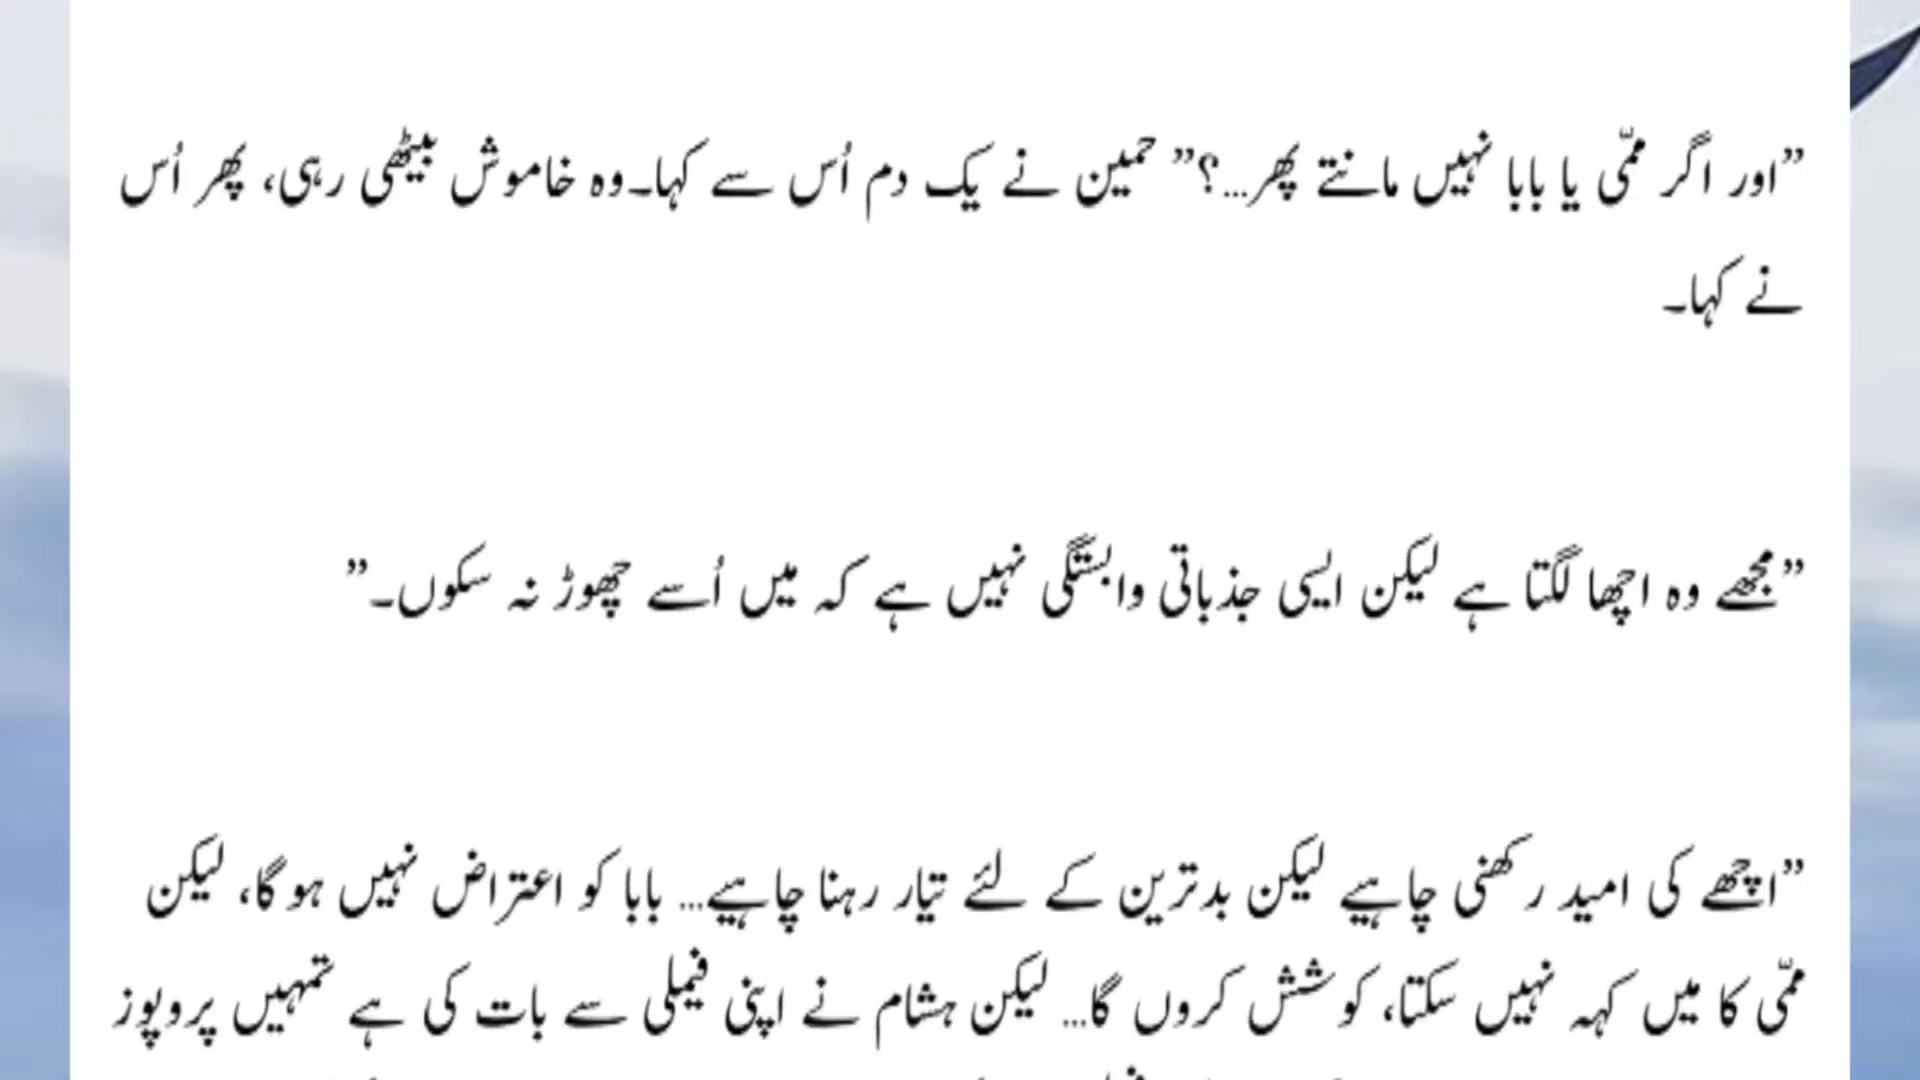 ”اور اگر ممّی یا بابا نہیں مانتے پھر...؟” حمین نے یک دم اُس سے کہا۔وہ خاموش بیٹھی رہی، پھر اُس
نے کہا۔
”مجھے وہ اچھا لگتا ہے لیکن ایسی جذباتی وابستگی نہیں ہے کہ میں اُسے چھوڑ نہ سکوں۔”
”اچھے کی امید رکھنی چاہیے لیکن بدترین کے لئے تیار رہنا چاہیے... بابا کو اعتراض نہیں ہو گا، لیکن
ممّی کا میں کہہ نہیں سکتا، کوشش کروں گا... لیکن ہشام نے اپنی فیملی سے بات کی ہے تمہیں پروپوز